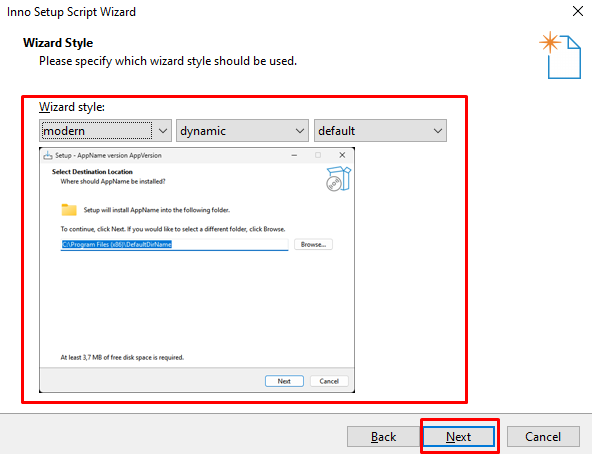 Inno Setup Script Wizard
Wizard Style
Please specify which wizard style should be used.
Wizard style:
modern dynamic default
Setup - AppName version AppVersion
Select Destination Location
Where should AppName be installed?
Setup will install AppName into the following folder.
To continue, click Next. If you would like to select a different folder, click Browse.
C:\Program Files (x86)\DefaultDirName Browse...
At least 3,7 MB of free disk space is required.
Next Cancel
Back Next Cancel